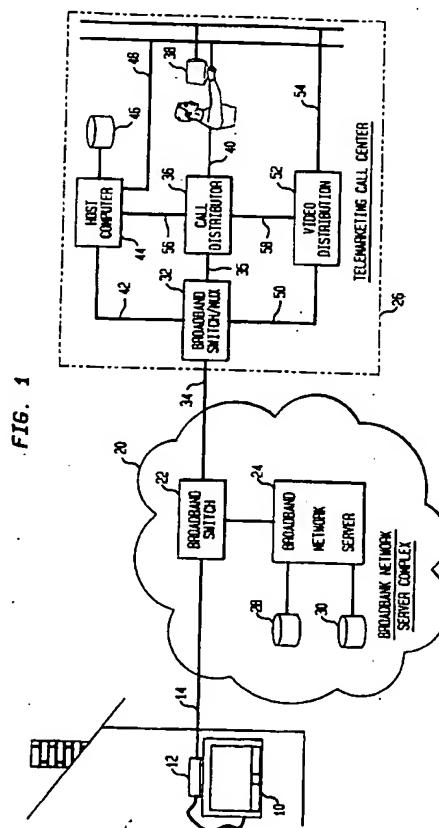 FIG. 1
10
12
14
20
22
BROADBAND
SWITCH
24
BROADBAND
NETWORK
SERVER
28
30
BROADBANK NETWORK
SERVER COMPLEX
34
32
BROADBAND
SWITCH/MUX
42
44
HOST
COMPUTER
46
48
56
35
36
CALL
DISTRIBUTOR
38
40
58
50
52
VIDEO
DISTRIBUTION
54
TELEMARKETING CALL CENTER
26